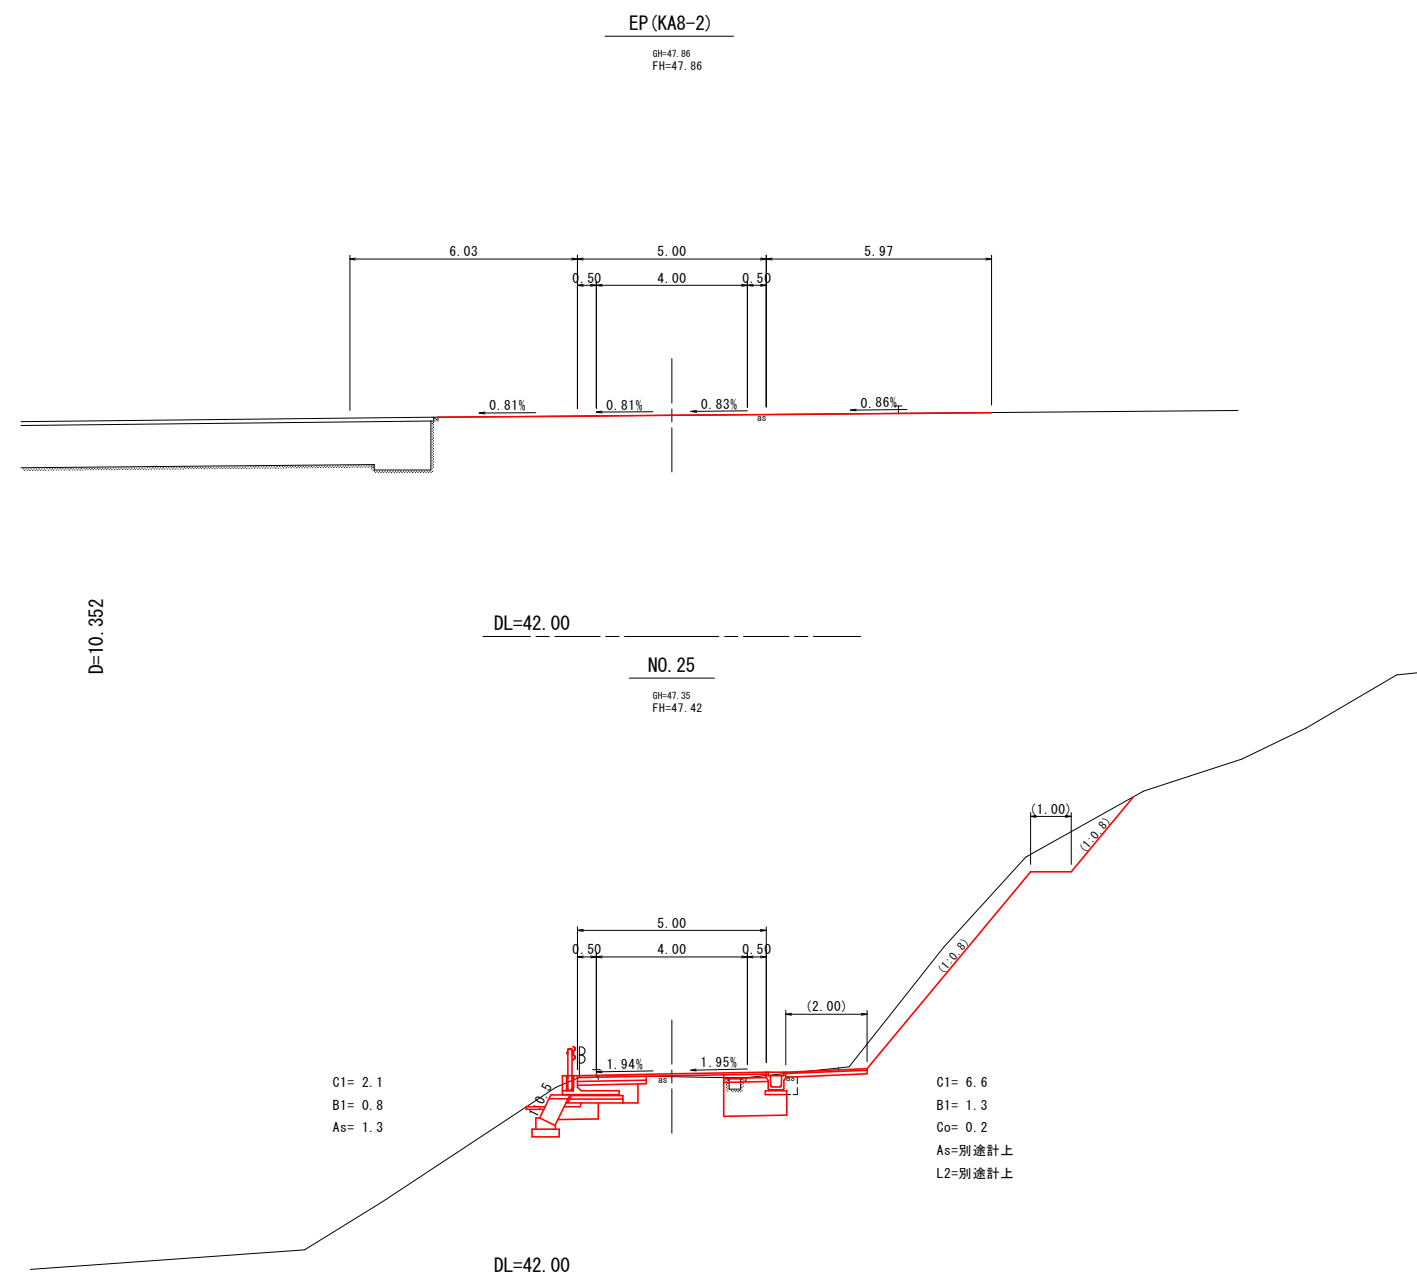 EP(KA8-2)
GH=47.86
FH=47.86
6.03
5.00
5.97
0.50
4.00
0.50
0.81%
0.81%
0.83%
0.86%
as
D=10.352
DL=42.00
NO.25
GH=47.35
FH=47.42
(1.00)
(1:0.8)
5.00
0.50
4.00
0.50
(1:0.8)
(2.00)
1.94%
1.95%
as
as
1:0.5
C1= 2.1
B1= 0.8
As= 1.3
C1= 6.6
B1= 1.3
Co= 0.2
As=別途計上
L2=別途計上
DL=42.00